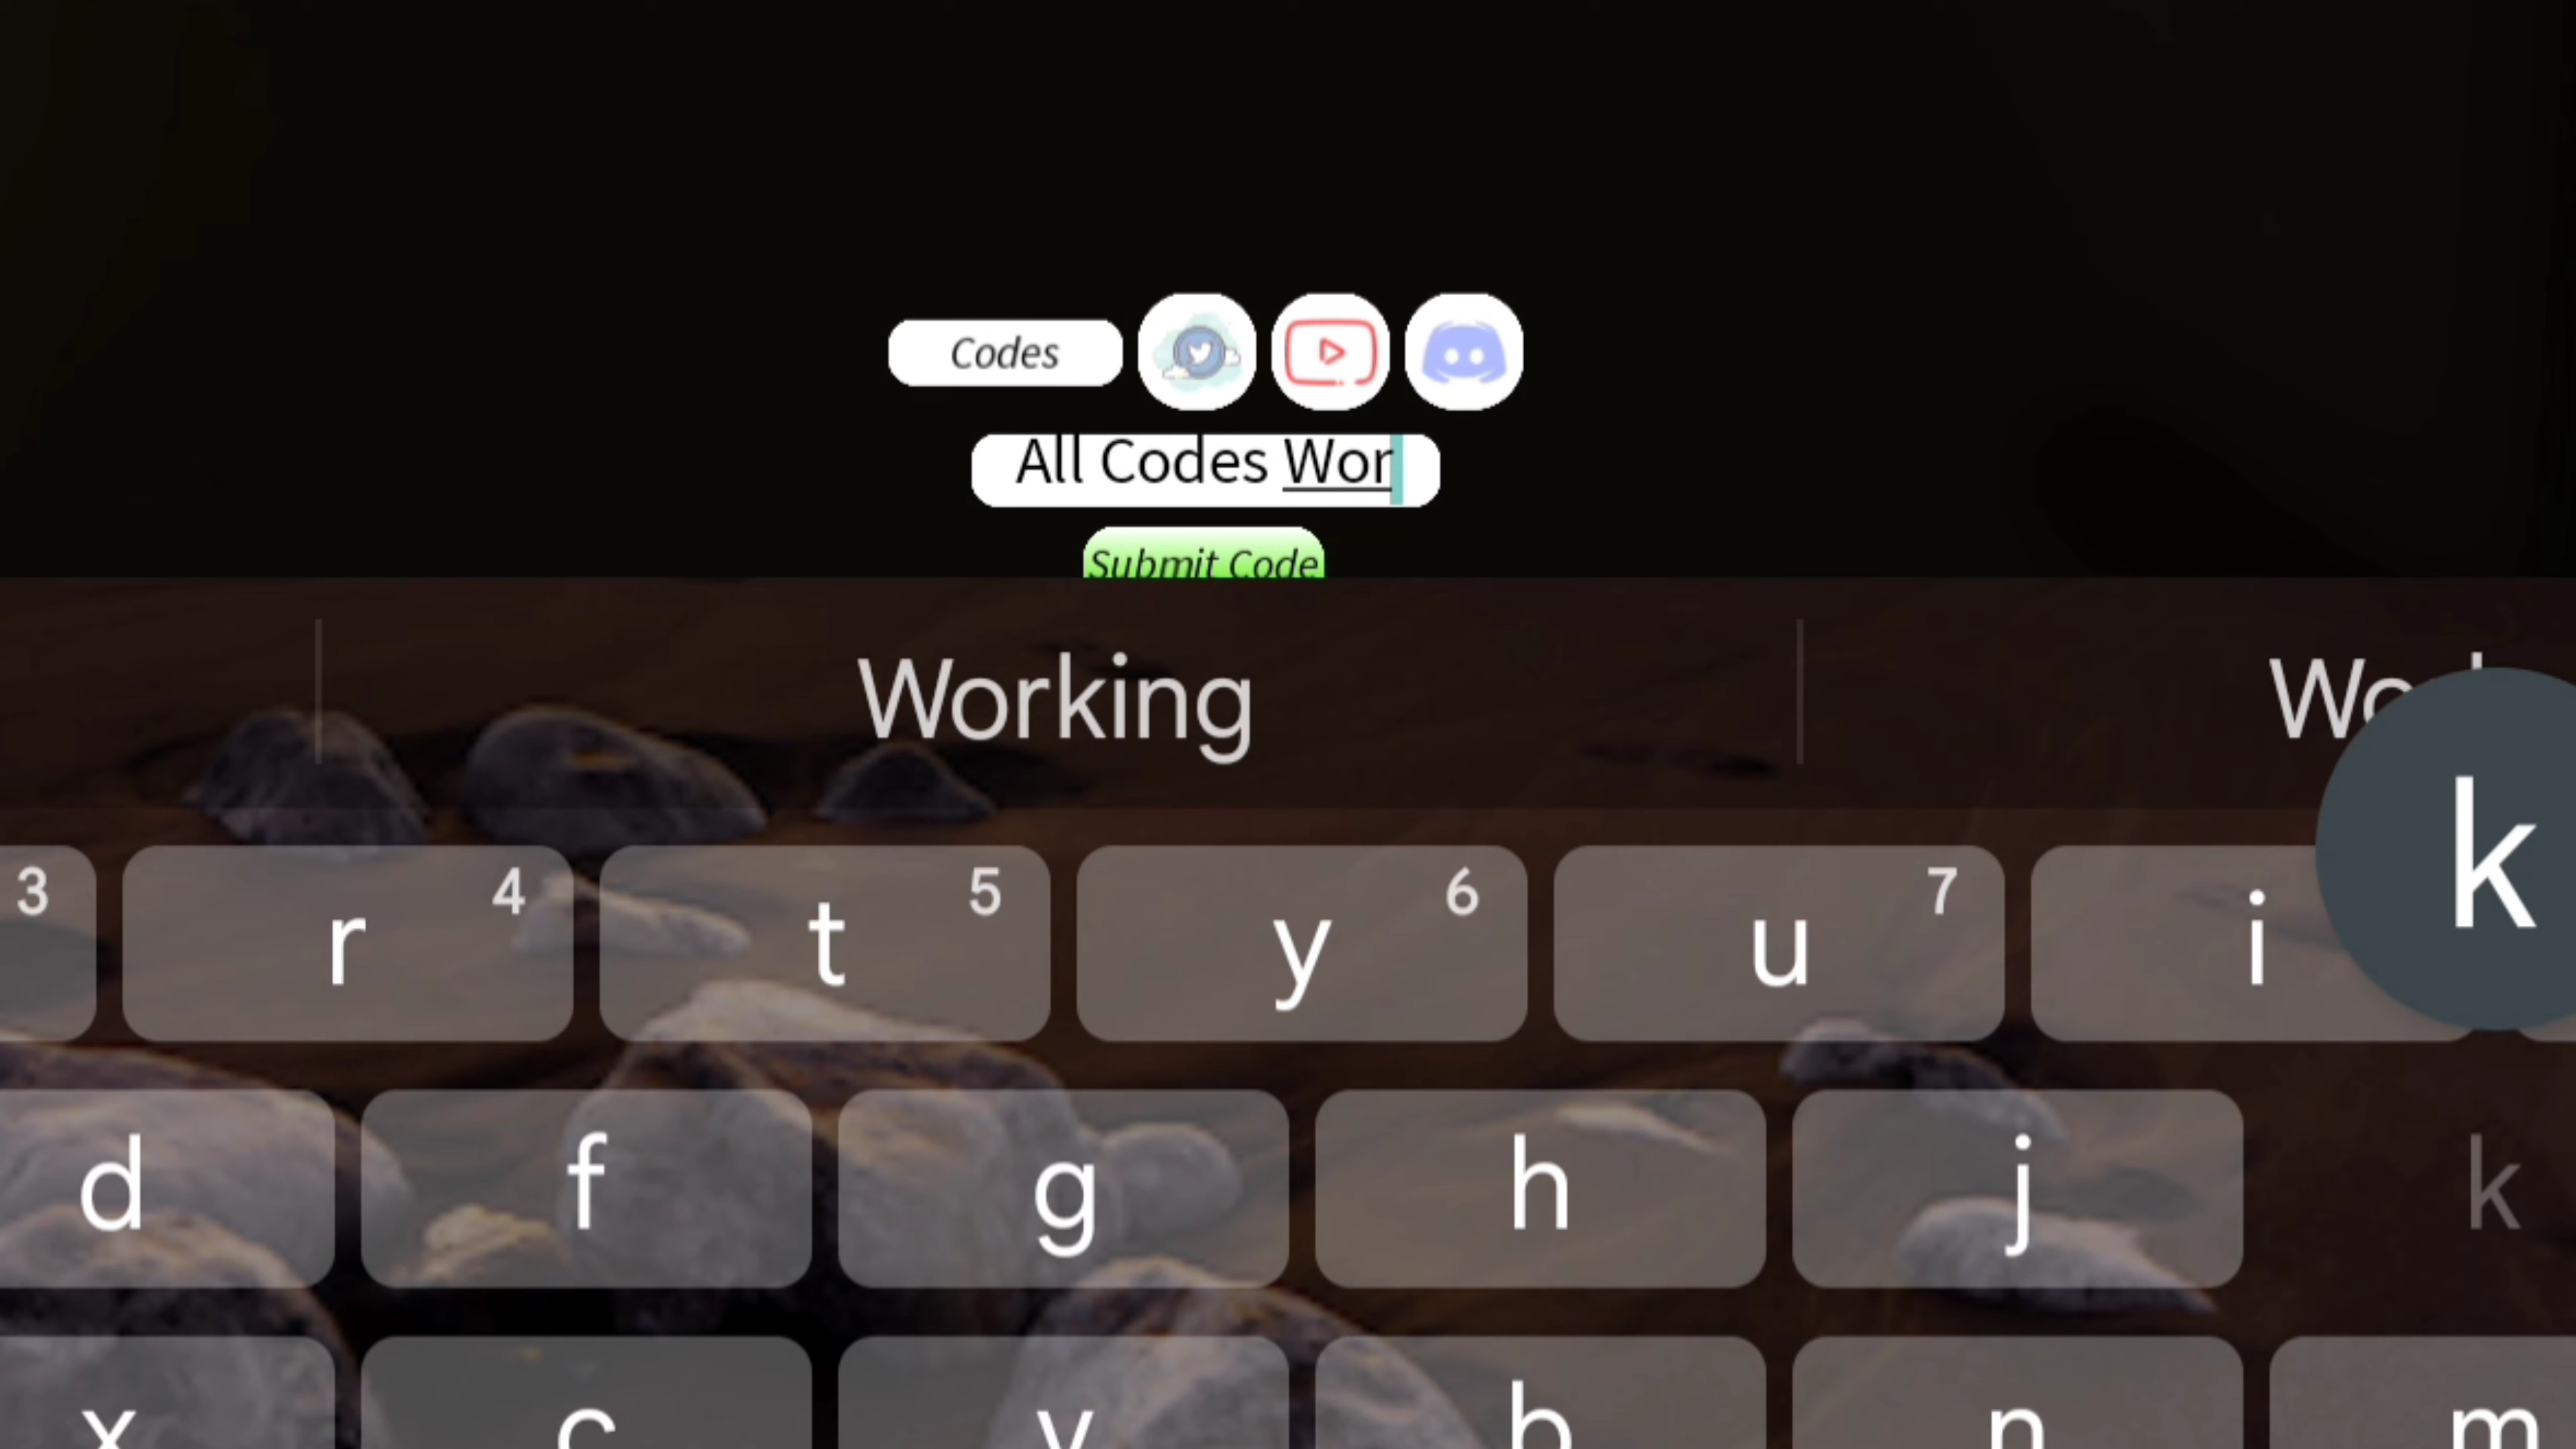 Codes
All Codes Wor
Submit Code
Working
3 r 4 t 5 y 6 u 7 i k
d f g h j k
x c v b n m